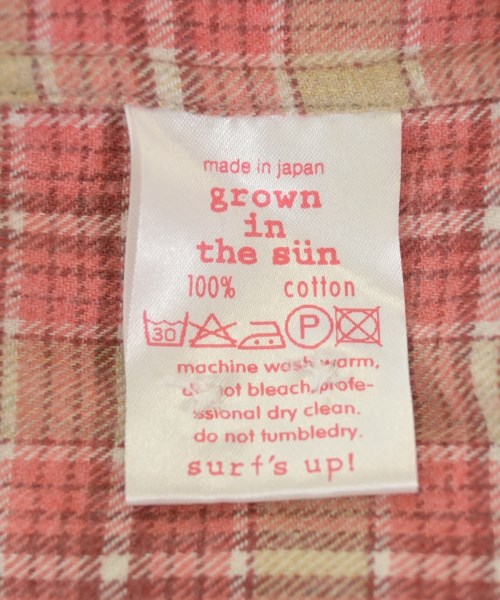 made in japan
grown
in
the sün
100% cotton
30 P
machine wash warm,
not bleach, profe-
ssional dry clean.
do not tumbledry.
surf's up!